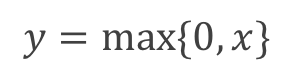 y = max{0, x}